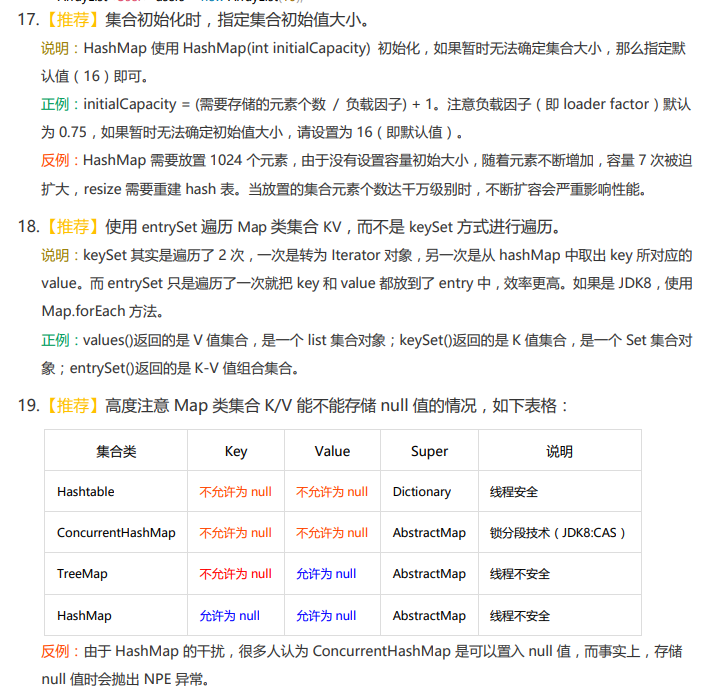 17.【推荐】集合初始化时，指定集合初始值大小。
说明：HashMap 使用 HashMap(int initialCapacity) 初始化，如果暂时无法确定集合大小，那么指定默
认值（16）即可。
正例：initialCapacity = (需要存储的元素个数 / 负载因子) + 1。注意负载因子（即 loader factor）默认
为 0.75，如果暂时无法确定初始值大小，请设置为 16（即默认值）。
反例：HashMap 需要放置 1024 个元素，由于没有设置容量初始大小，随着元素不断增加，容量 7 次被迫
扩大，resize 需要重建 hash 表。当放置的集合元素个数达千万级别时，不断扩容会严重影响性能。
18.【推荐】使用 entrySet 遍历 Map 类集合 KV，而不是 keySet 方式进行遍历。
说明：keySet 其实是遍历了 2 次，一次是转为 Iterator 对象，另一次是从 hashMap 中取出 key 所对应的
value。而 entrySet 只是遍历了一次就把 key 和 value 都放到了 entry 中，效率更高。如果是 JDK8，使用
Map.forEach 方法。
正例：values()返回的是 V 值集合，是一个 list 集合对象；keySet()返回的是 K 值集合，是一个 Set 集合对
象；entrySet()返回的是 K-V 值组合集合。
19.【推荐】高度注意 Map 类集合 K/V 能不能存储 null 值的情况，如下表格：
集合类 Key Value Super 说明
Hashtable 不允许为 null 不允许为 null Dictionary 线程安全
ConcurrentHashMap 不允许为 null 不允许为 null AbstractMap 锁分段技术（JDK8:CAS）
TreeMap 不允许为 null 允许为 null AbstractMap 线程不安全
HashMap 允许为 null 允许为 null AbstractMap 线程不安全
反例：由于 HashMap 的干扰，很多人认为 ConcurrentHashMap 是可以置入 null 值，而事实上，存储
null 值时会抛出 NPE 异常。